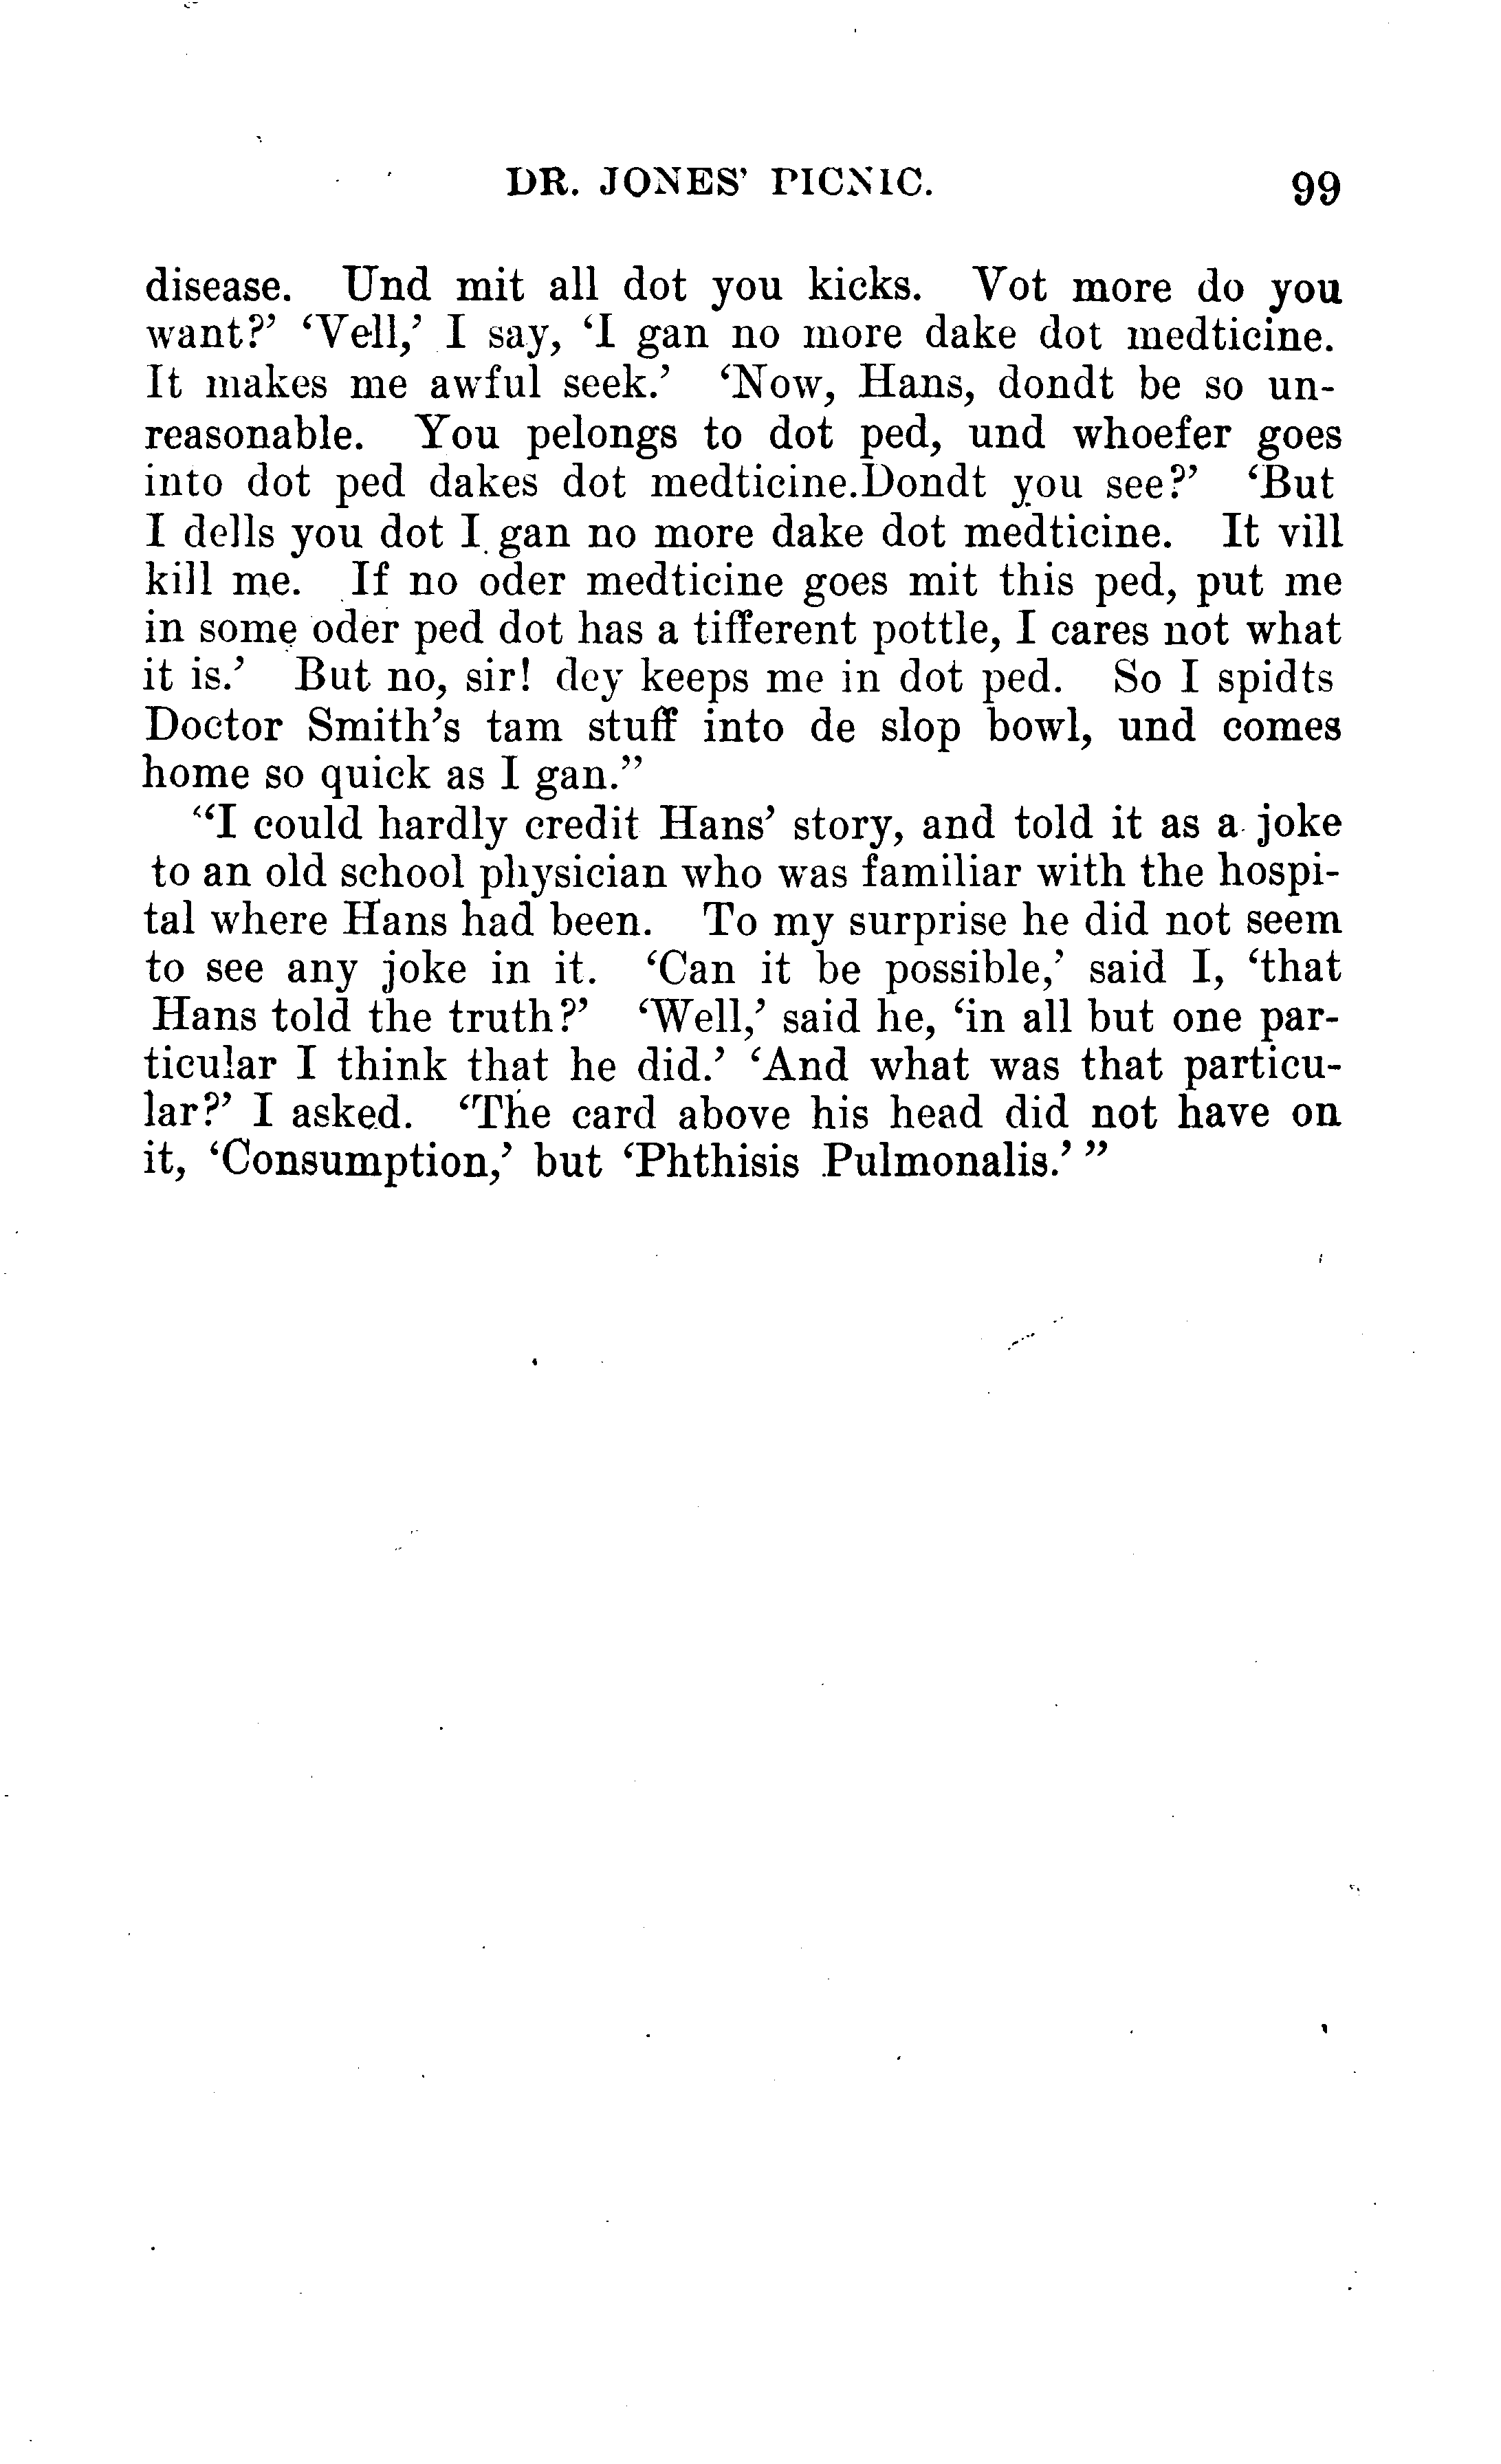 DR. JONES' PICNIC. 99
disease. Und mit all dot you kicks. Vot more do you
want?' 'Vell,' I say, 'I gan no more dake dot medticine.
It makes me awful seek.' 'Now, Hans, dondt be so un-
reasonable. You pelongs to dot ped, und whoefer goes
into dot ped dakes dot medticine.Dondt you see?' 'But
I dells you dot I gan no more dake dot medticine. It vill
kill me. If no oder medticine goes mit this ped, put me
in some oder ped dot has a tifferent pottle, I cares not what
it is.' But no, sir! dey keeps me in dot ped. So I spidts
Doctor Smith's tam stuff into de slop bowl, und comes
home so quick as I gan."
"I could hardly credit Hans' story, and told it as a joke
to an old school physician who was familiar with the hospi-
tal where Hans had been. To my surprise he did not seem
to see any joke in it. 'Can it be possible,' said I, 'that
Hans told the truth?' 'Well,' said he, 'in all but one par-
ticular I think that he did.' 'And what was that particu-
lar?' I asked. 'The card above his head did not have on
it, 'Consumption,' but 'Phthisis Pulmonalis.' "